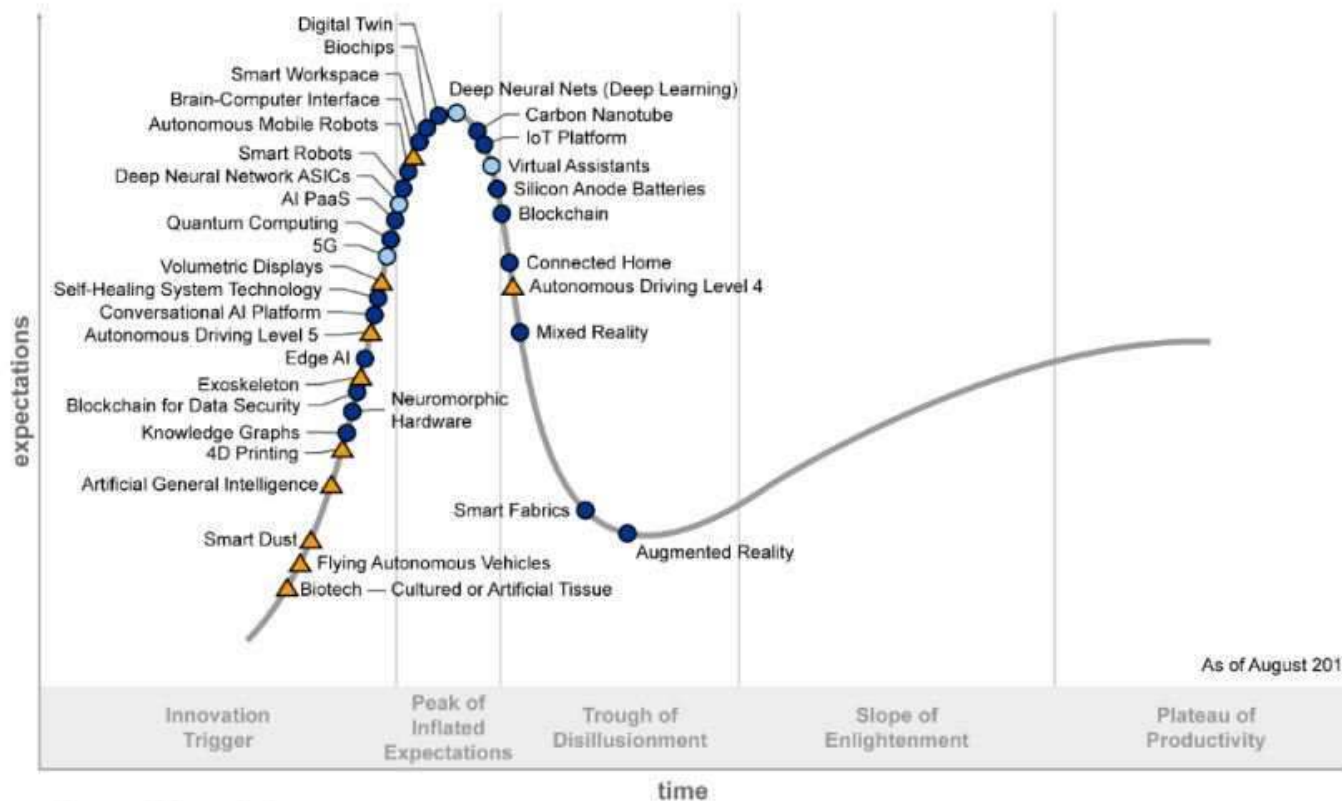 Digital Twin
Biochips
Smart Workspace
Brain-Computer Interface
Autonomous Mobile Robots
Smart Robots
Deep Neural Network ASICs
AI PaaS
Quantum Computing
5G
Volumetric Displays
Self-Healing System Technology
Conversational AI Platform
Autonomous Driving Level 5
Edge AI
Exoskeleton
Blockchain for Data Security
Neuromorphic
Hardware
Knowledge Graphs
4D Printing
Artificial General Intelligence
Smart Dust
Flying Autonomous Vehicles
Biotech — Cultured or Artificial Tissue
Deep Neural Nets (Deep Learning)
Carbon Nanotube
IoT Platform
Virtual Assistants
Silicon Anode Batteries
Blockchain
Connected Home
Autonomous Driving Level 4
Mixed Reality
Smart Fabrics
Augmented Reality
expectations
As of August 201
Innovation
Trigger
Peak of
Inflated
Expectations
Trough of
Disillusionment
Slope of
Enlightenment
Plateau of
Productivity
time